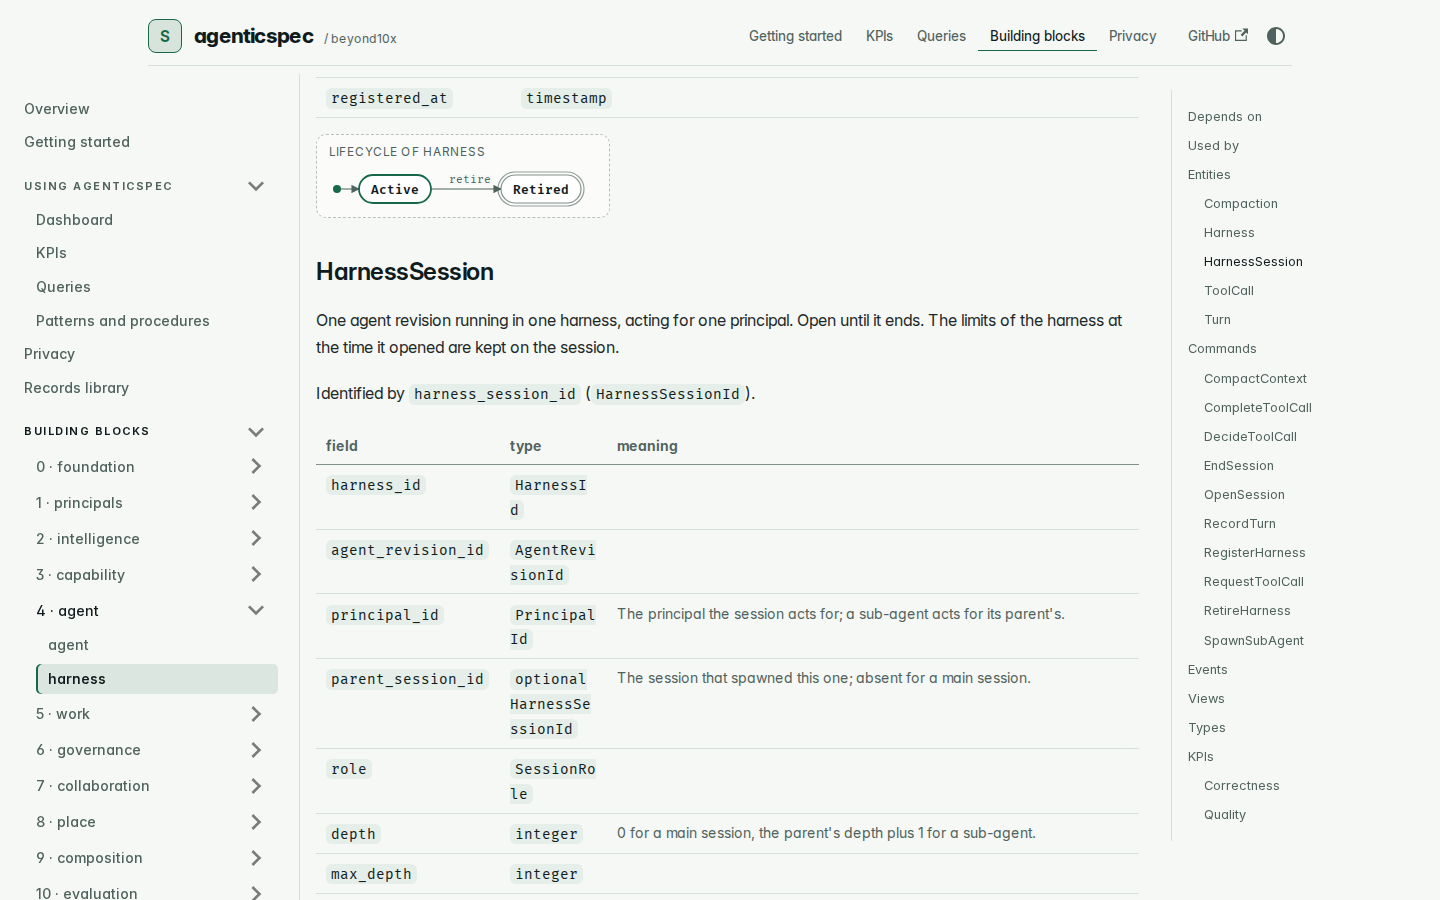 S agenticspec / beyond10x
Getting started KPIs Queries Building blocks Privacy GitHub
Overview
Getting started
USING AGENTICSPEC
Dashboard
KPIs
Queries
Patterns and procedures
Privacy
Records library
BUILDING BLOCKS
0 · foundation
1 · principals
2 · intelligence
3 · capability
4 · agent
agent
harness
5 · work
6 · governance
7 · collaboration
8 · place
9 · composition
10 · evaluation
registered_at timestamp
LIFECYCLE OF HARNESS
Active retire Retired
HarnessSession
One agent revision running in one harness, acting for one principal. Open until it ends. The limits of the harness at
the time it opened are kept on the session.
Identified by harness_session_id (HarnessSessionId).
field type meaning
harness_id HarnessI
d
agent_revision_id AgentRevi
sionId
principal_id Principal The principal the session acts for; a sub-agent acts for its parent's.
Id
parent_session_id optional The session that spawned this one; absent for a main session.
HarnessSe
ssionId
role SessionRo
le
depth integer 0 for a main session, the parent's depth plus 1 for a sub-agent.
max_depth integer
Depends on
Used by
Entities
Compaction
Harness
HarnessSession
ToolCall
Turn
Commands
CompactContext
CompleteToolCall
DecideToolCall
EndSession
OpenSession
RecordTurn
RegisterHarness
RequestToolCall
RetireHarness
SpawnSubAgent
Events
Views
Types
KPIs
Correctness
Quality